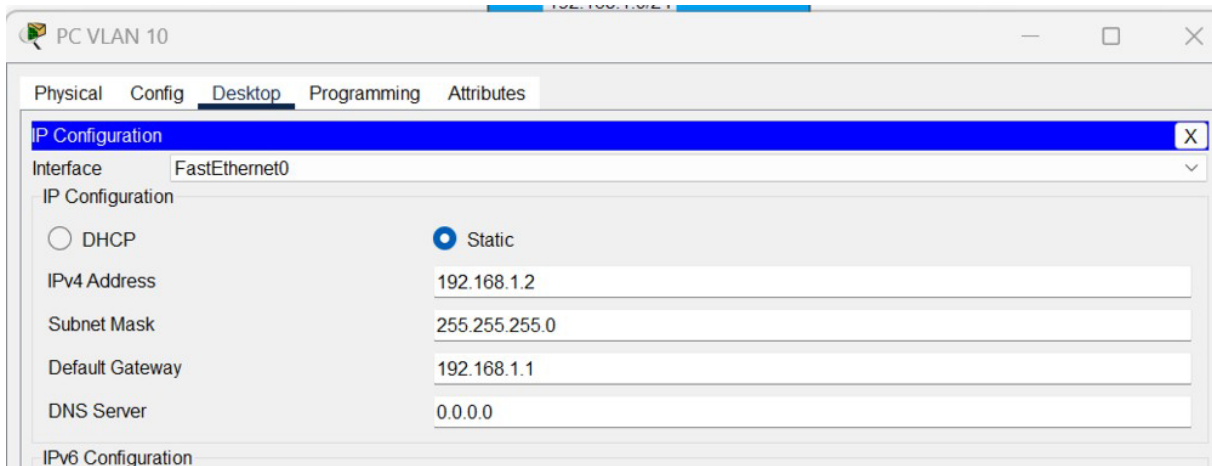 PC VLAN 10
Physical Config Desktop Programming Attributes
IP Configuration X
Interface FastEthernet0
IP Configuration
DHCP Static
IPv4 Address 192.168.1.2
Subnet Mask 255.255.255.0
Default Gateway 192.168.1.1
DNS Server 0.0.0.0
IPv6 Configuration